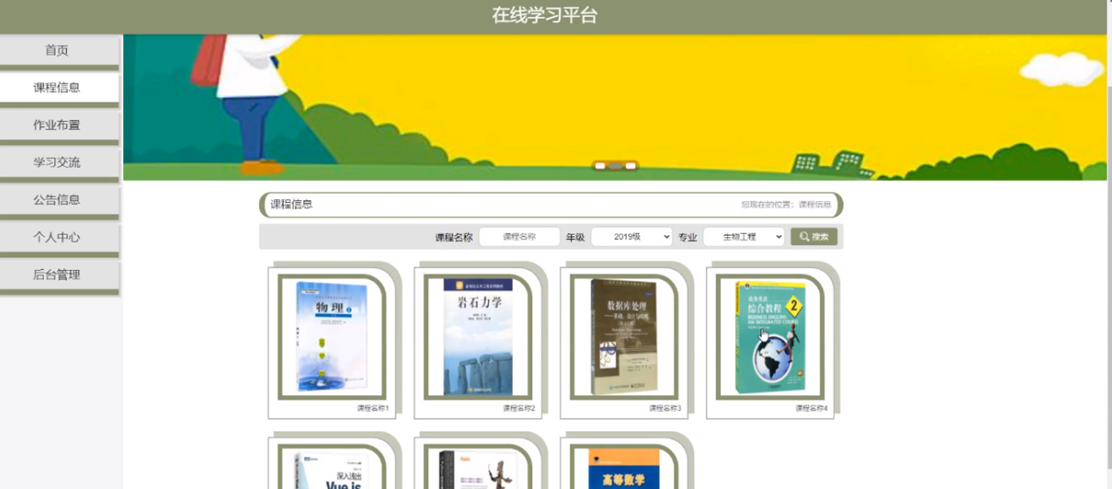 在线学习平台
首页
课程信息
作业布置
学习交流
公告信息
个人中心
后台管理
课程信息
您现在的位置：课程信息
课程名称 课程名称 年级 2019级 专业 生物工程 搜索
物理
岩石力学
数据库处理
综合教程 2
课程名称1
课程名称2
课程名称3
课程名称4
深入浅出
Vue.js
高等数学